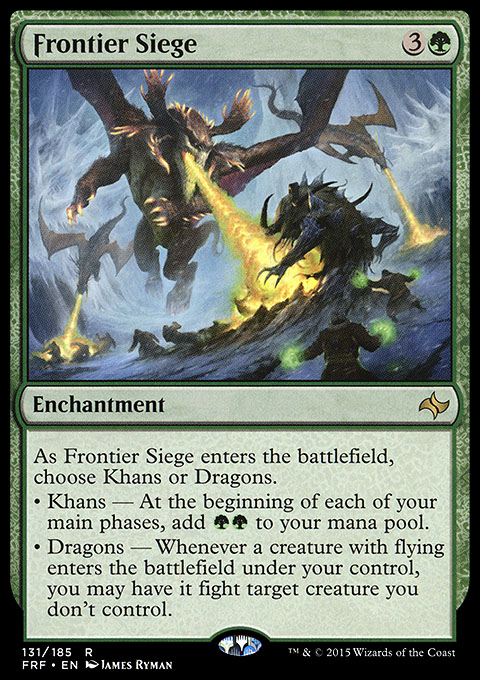 Frontier Siege 3
Enchantment
As Frontier Siege enters the battlefield,
choose Khans or Dragons.
• Khans — At the beginning of each of your
main phases, add to your mana pool.
• Dragons — Whenever a creature with flying
enters the battlefield under your control,
you may have it fight target creature you
don't control.
131/185 R
FRF • EN James Ryman
™ & © 2015 Wizards of the Coast